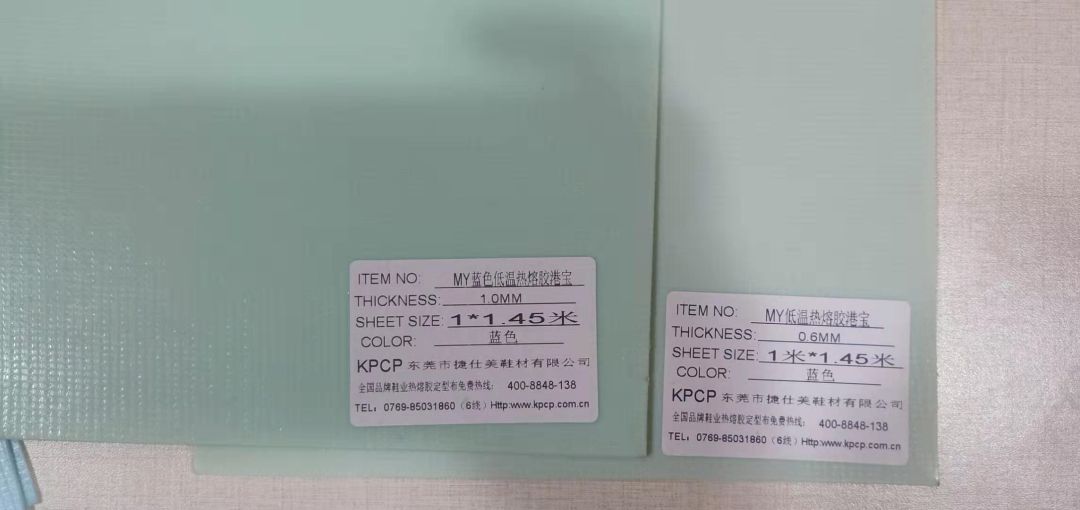 ITEM NO: MY蓝色低温热熔胶港宝
THICKNESS: 1.0MM
SHEET SIZE: 1*1.45米
COLOR: 蓝色
KPCP 东莞市捷仕美鞋材有限公司
全国品牌鞋业热熔胶定型布免费热线: 400-8848-138
TEL: 0769-85031860（6线）Http:www.kpcp.com.cn
ITEM NO: MY低温热熔胶港宝
THICKNESS: 0.6MM
SHEET SIZE: 1米*1.45米
COLOR: 蓝色
KPCP 东莞市捷仕美鞋材有限公司
全国品牌鞋业热熔胶定型布免费热线: 400-8848-138
TEL: 0769-85031860（6线）Http:www.kpcp.com.cn